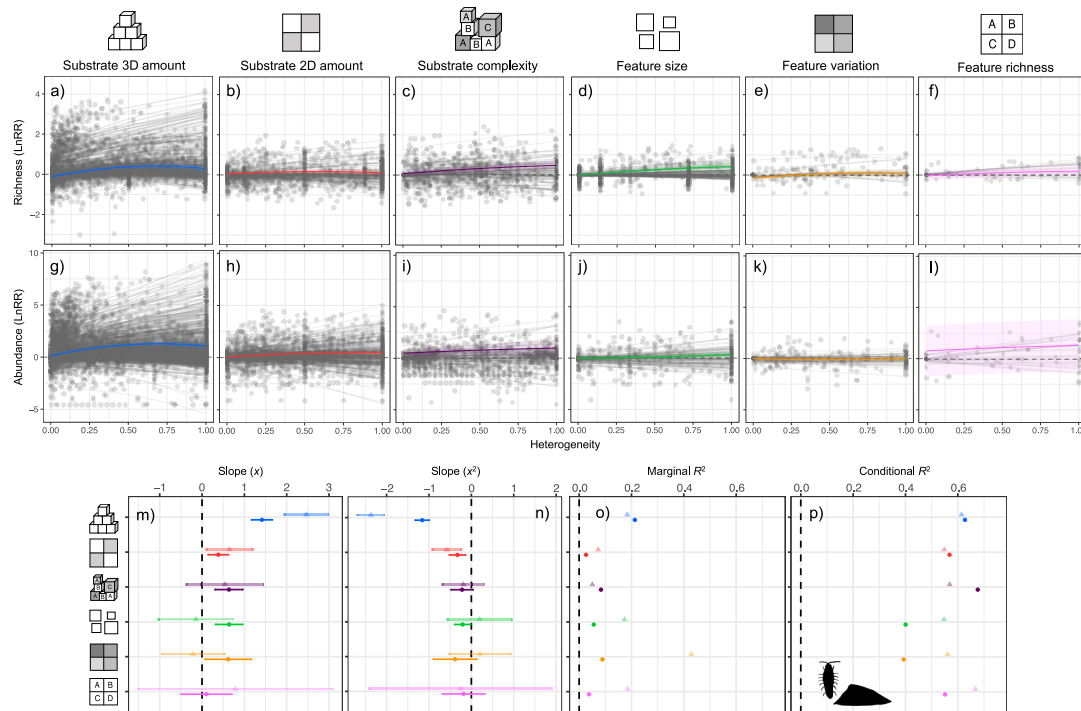 A
B C
A B A
A B
C D
Substrate 3D amount Substrate 2D amount Substrate complexity Feature size Feature variation Feature richness
a) b) c) d) e) f)
Richness (LnRR)
4
2
0
−2
g) h) i) j) k) l)
Abundance (LnRR)
10
5
0
−5
0.00 0.25 0.50 0.75 1.00 0.00 0.25 0.50 0.75 1.00 0.00 0.25 0.50 0.75 1.00 0.00 0.25 0.50 0.75 1.00 0.00 0.25 0.50 0.75 1.00 0.00 0.25 0.50 0.75 1.00
Heterogeneity
Slope (x) Slope (x²) Marginal R² Conditional R²
−1 0 1 2 3 −2 −1 0 1 2 0.0 0.2 0.4 0.6 0.0 0.2 0.4 0.6
m) n) o) p)
A
B C
A B A
A B
C D